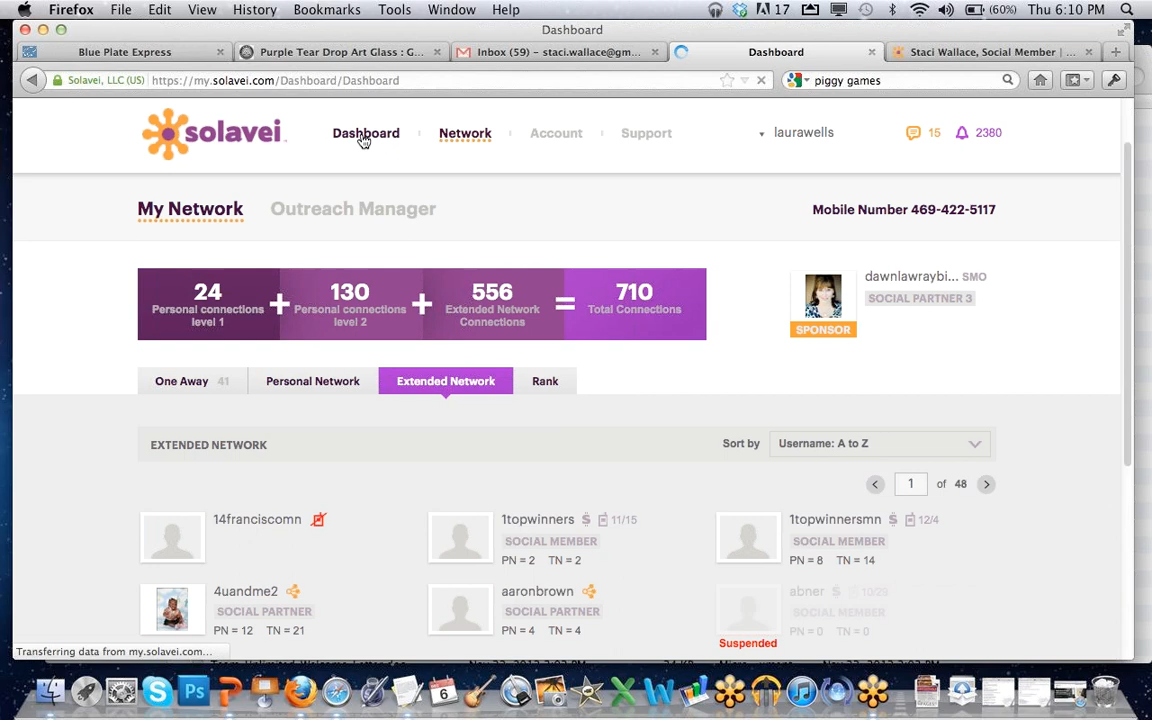 Firefox File Edit View History Bookmarks Tools Window Help 17 (60%) Thu 6:10 PM
Dashboard
Blue Plate Express × Purple Tear Drop Art Glass : G... × Inbox (59) – staci.wallace@gm... × Dashboard × Staci Wallace, Social Member | ... × +
Solavei, LLC (US) https://my.solavei.com/Dashboard/Dashboard piggy games
solavei Dashboard Network Account Support laurawells 15 2380
My Network Outreach Manager Mobile Number 469-422-5117
24 + 130 + 556 = 710
Personal connections level 1 Personal connections level 2 Extended Network Connections Total Connections
dawnlawraybi... SMO
SOCIAL PARTNER 3
SPONSOR
One Away 41 Personal Network Extended Network Rank
EXTENDED NETWORK Sort by Username: A to Z
< 1 of 48 >
14franciscomn 1topwinners $ 11/15 1topwinnersmn $ 12/4
SOCIAL MEMBER SOCIAL MEMBER
PN = 2 TN = 2 PN = 8 TN = 14
4uandme2 aaronbrown abner $ 10/29
SOCIAL PARTNER SOCIAL PARTNER SOCIAL MEMBER
PN = 12 TN = 21 PN = 4 TN = 4 PN = 0 TN = 0
Suspended
Transferring data from my.solavei.com...